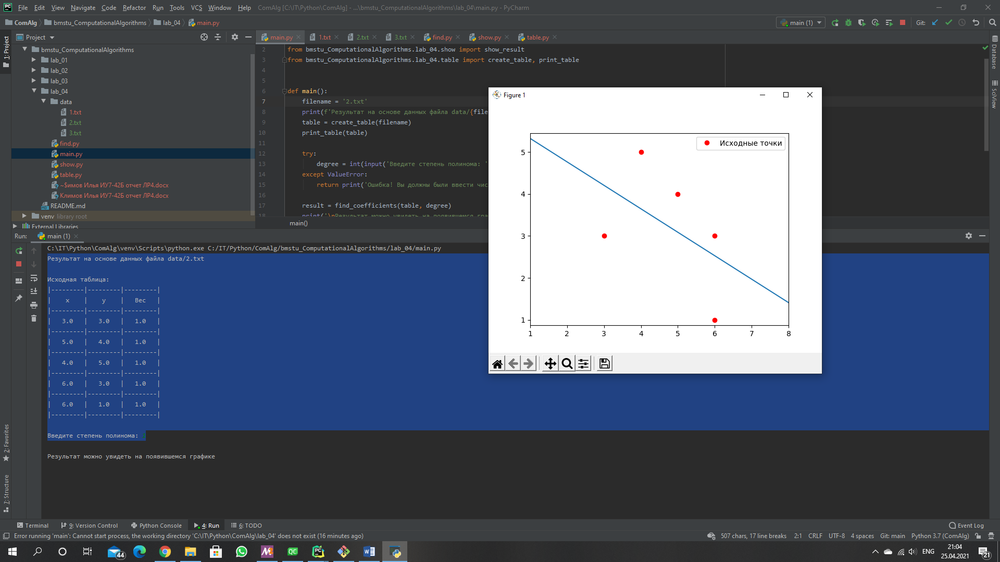 File Edit View Navigate Code Refactor Run Tools VCS Window Help ComAlg [C:\IT\Python\ComAlg] - ...\bmstu_ComputationalAlgorithms\lab_04\main.py - PyCharm
ComAlg bmstu_ComputationalAlgorithms lab_04 main.py main (1) Git:
Project main.py 1.txt 2.txt 3.txt find.py show.py table.py
1: Project
bmstu_ComputationalAlgorithms
lab_01
lab_02
lab_03
lab_04
data
1.txt
2.txt
3.txt
find.py
main.py
show.py
table.py
~$имов Илья ИУ7-42Б отчет ЛР4.docx
Климов Илья ИУ7-42Б отчет ЛР4.docx
README.md
venv library root
External Libraries
2 from bmstu_ComputationalAlgorithms.lab_04.show import show_result
3 from bmstu_ComputationalAlgorithms.lab_04.table import create_table, print_table
4
5
6 def main():
7 filename = '2.txt'
8 print(f'Результат на основе данных файла data/{file
9 table = create_table(filename)
10 print_table(table)
11
12 try:
13 degree = int(input('Введите степень полинома: '
14 except ValueError:
15 return print('Ошибка! Вы должны были ввести чис
16
17 result = find_coefficients(table, degree)
18 print('\nРезультат можно увидеть на появившемся гра
main()
Database
SciView
Figure 1
Исходные точки
5
4
3
2
1
1 2 3 4 5 6 7 8
Run: main (1)
C:\IT\Python\ComAlg\venv\Scripts\python.exe C:/IT/Python/ComAlg/bmstu_ComputationalAlgorithms/lab_04/main.py
Результат на основе данных файла data/2.txt
Исходная таблица:
|---------|---------|---------|
| x | y | Вес |
|---------|---------|---------|
| 3.0 | 3.0 | 1.0 |
|---------|---------|---------|
| 5.0 | 4.0 | 1.0 |
|---------|---------|---------|
| 4.0 | 5.0 | 1.0 |
|---------|---------|---------|
| 6.0 | 3.0 | 1.0 |
|---------|---------|---------|
| 6.0 | 1.0 | 1.0 |
|---------|---------|---------|
Введите степень полинома:
Результат можно увидеть на появившемся графике
2: Favorites
7: Structure
Terminal 9: Version Control Python Console 4: Run 6: TODO Event Log
Error running 'main': Cannot start process, the working directory 'C:\IT\Python\ComAlg\lab_04' does not exist (16 minutes ago) 507 chars, 17 line breaks 2:1 CRLF UTF-8 4 spaces Git: main Python 3.7 (ComAlg)
44 QC PC ENG 21:04
25.04.2021 21